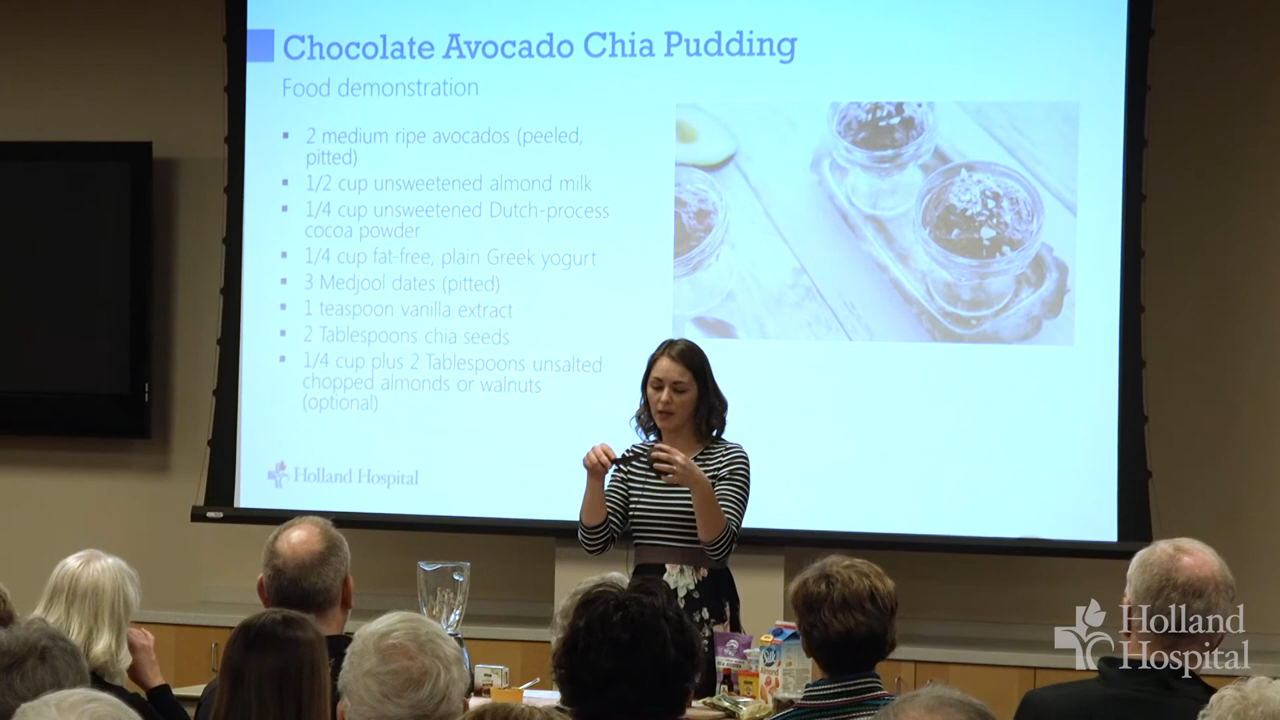 Chocolate Avocado Chia Pudding
Food demonstration
▪ 2 medium ripe avocados (peeled,
pitted)
▪ 1/2 cup unsweetened almond milk
▪ 1/4 cup unsweetened Dutch-process
cocoa powder
▪ 1/4 cup fat-free, plain Greek yogurt
▪ 3 Medjool dates (pitted)
▪ 1 teaspoon vanilla extract
▪ 2 Tablespoons chia seeds
▪ 1/4 cup plus 2 Tablespoons unsalted
chopped almonds or walnuts
(optional)
Holland Hospital
Silk
Holland
Hospital